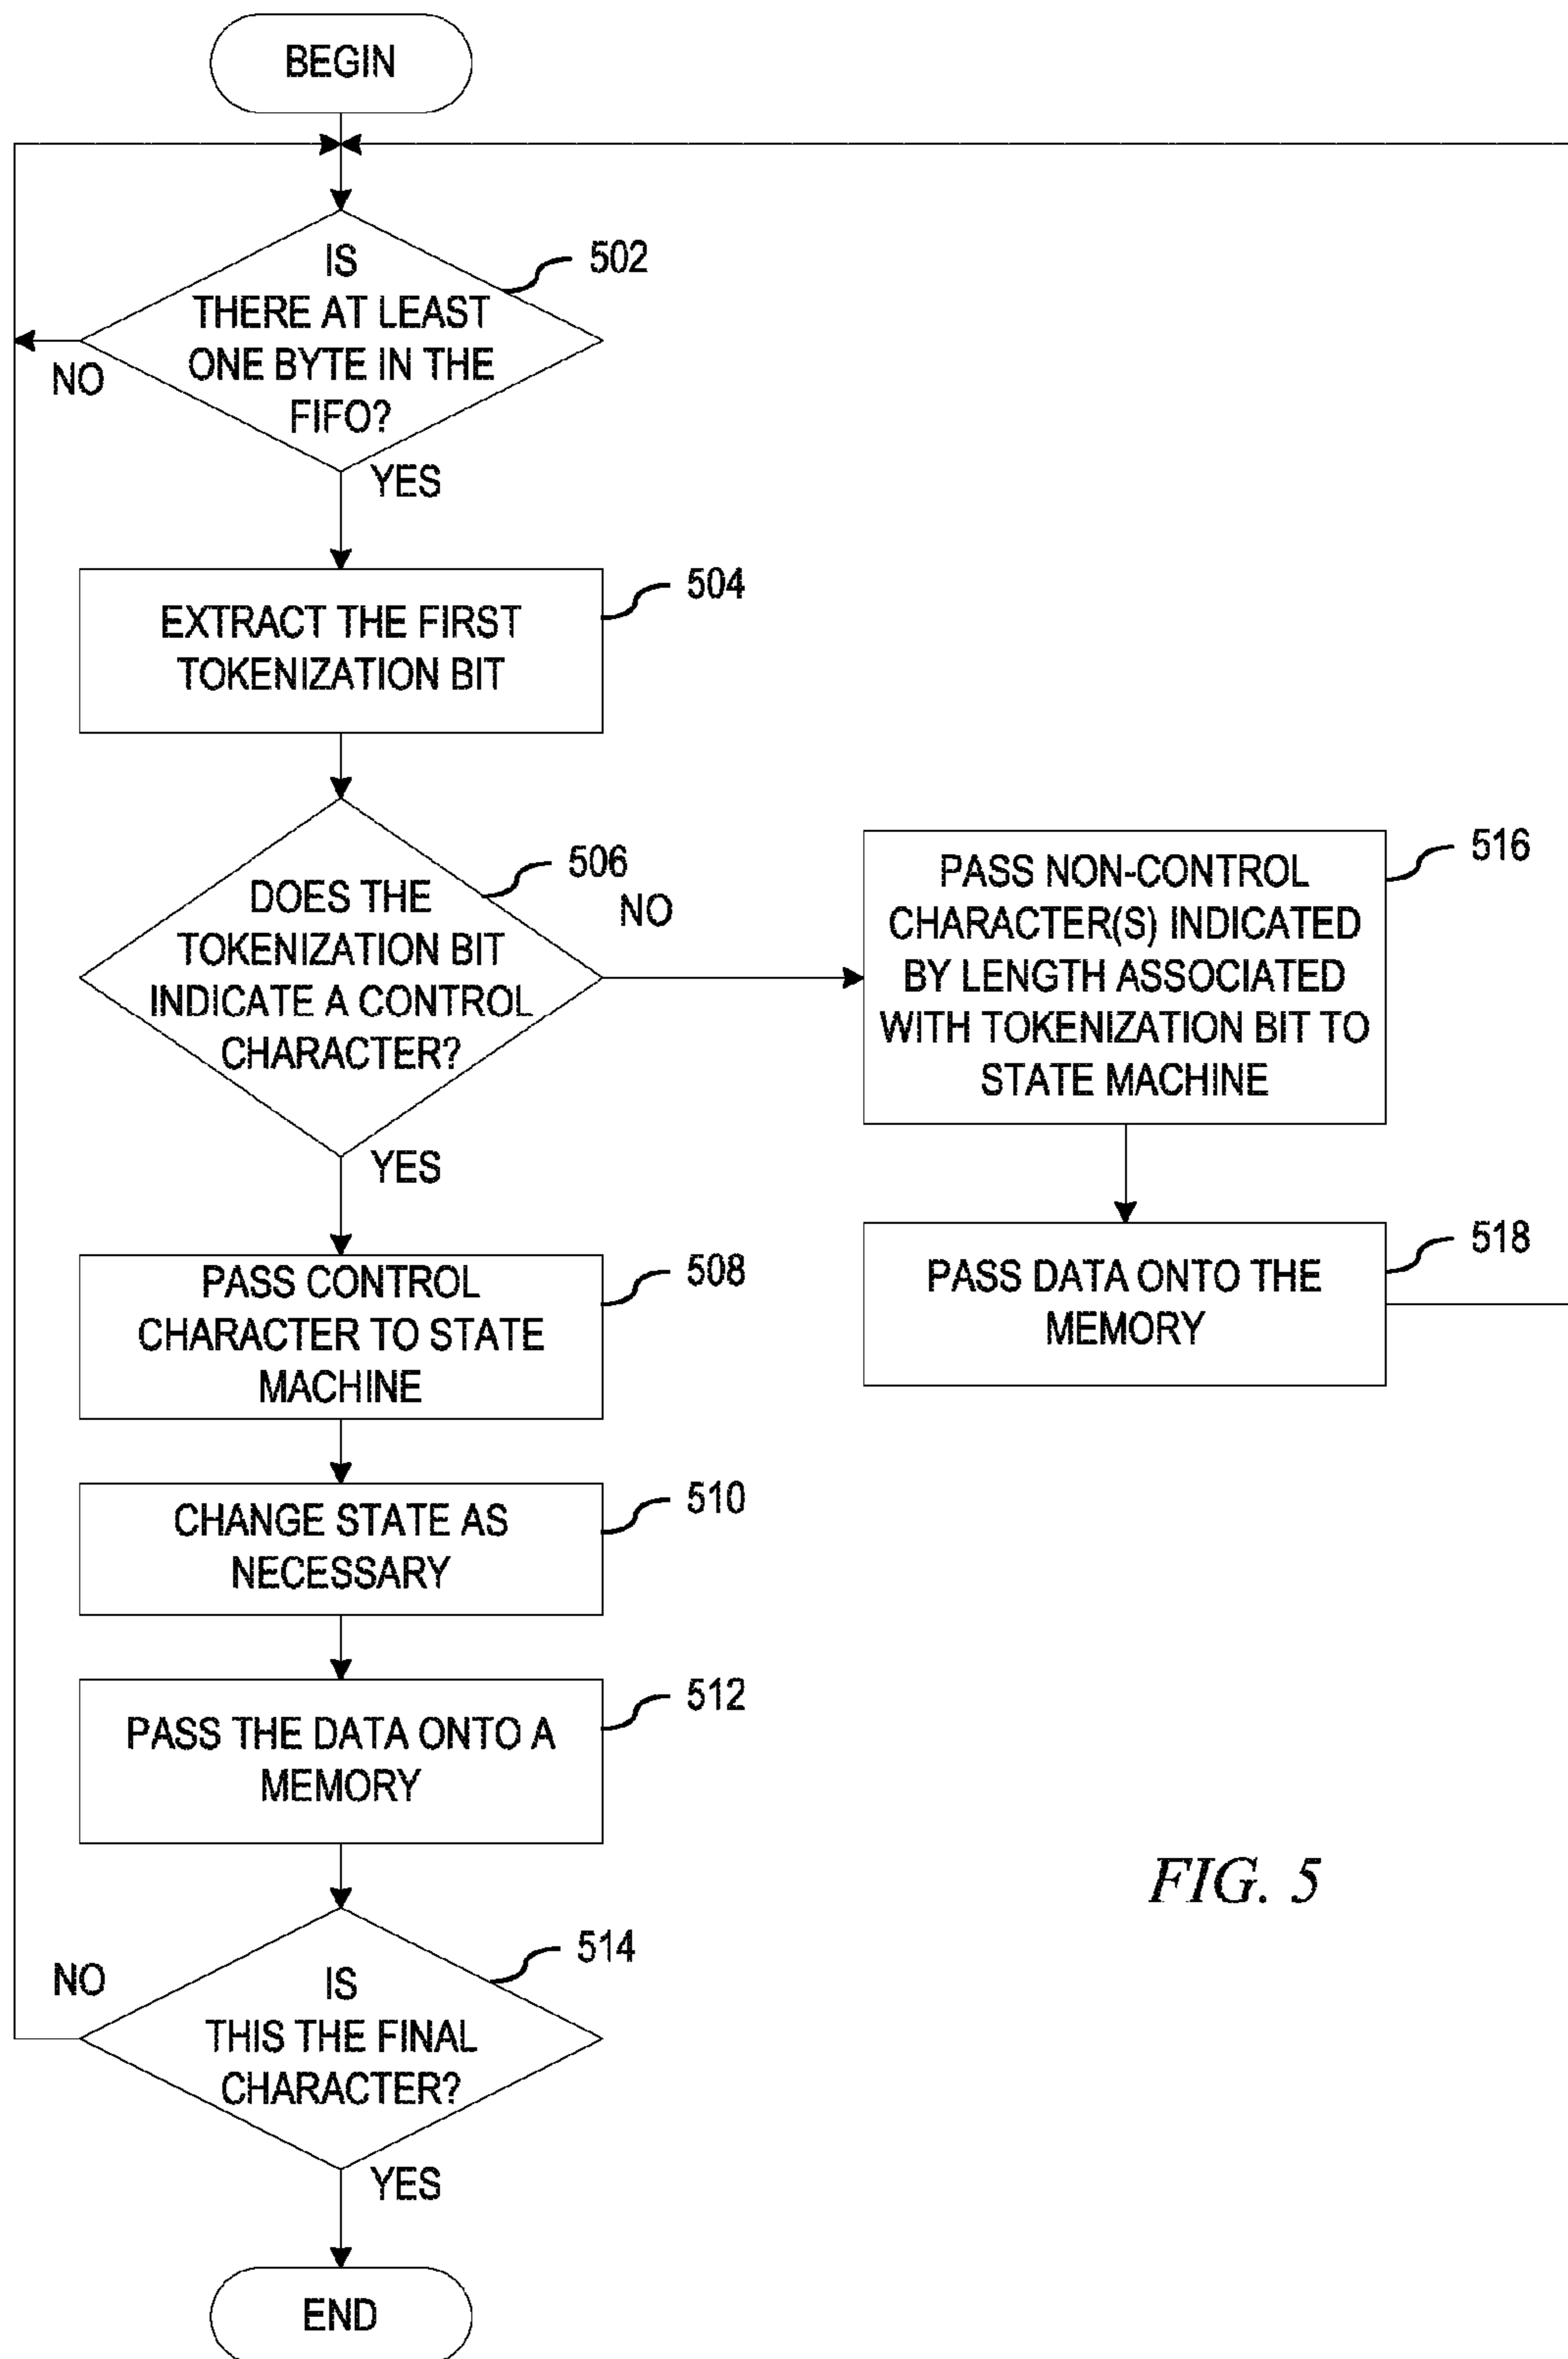 BEGIN
IS
THERE AT LEAST
ONE BYTE IN THE
FIFO?
502
NO
YES
EXTRACT THE FIRST
TOKENIZATION BIT
504
DOES THE
TOKENIZATION BIT
INDICATE A CONTROL
CHARACTER?
506
NO
YES
PASS NON-CONTROL
CHARACTER(S) INDICATED
BY LENGTH ASSOCIATED
WITH TOKENIZATION BIT TO
STATE MACHINE
516
PASS DATA ONTO THE
MEMORY
518
PASS CONTROL
CHARACTER TO STATE
MACHINE
508
CHANGE STATE AS
NECESSARY
510
PASS THE DATA ONTO A
MEMORY
512
IS
THIS THE FINAL
CHARACTER?
514
NO
YES
END
FIG. 5